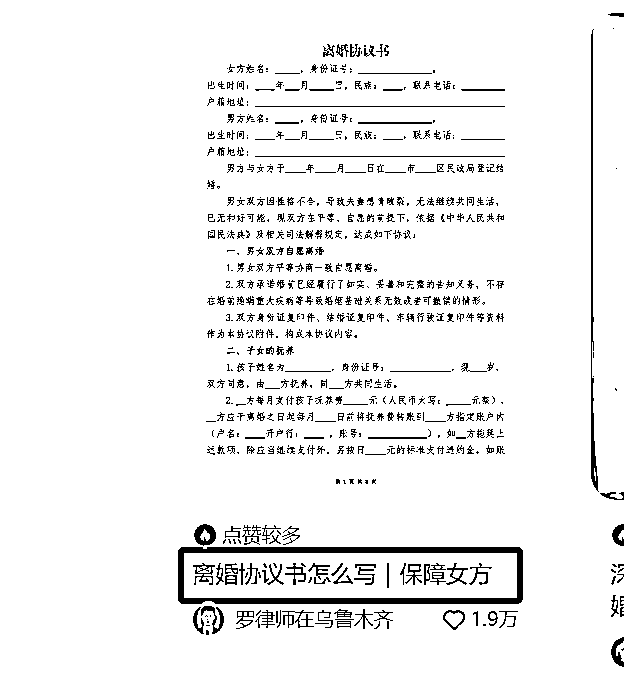 离婚协议书
女方姓名：____，身份证号：____________。
出生时间：___年___月____日，民族：___，联系电话：_______
户籍地址：____________________________________
男方姓名：____，身份证号：____________。
出生时间：___年___月____日，民族：___，联系电话：_______
户籍地址：____________________________________
男方与女方于___年___月___日在___市___区民政局登记结
婚。
男女双方因性格不合，导致夫妻感情破裂，无法继续共同生活，
已无和好可能，现双方在平等、自愿的前提下，依据《中华人民共和
国民法典》及相关司法解释规定，达成如下协议：
一、男女双方自愿离婚
1.男女双方平等协商一致自愿离婚。
2.双方承诺婚前已经履行了如实、妥善和完整的告知义务，不存
在婚前隐瞒重大疾病等导致婚姻基础关系无效或者可撤销的情形。
3.双方身份证复印件、结婚证复印件、车辆行驶证复印件等资料
作为本协议附件，构成本协议内容。
二、子女的抚养
1.孩子姓名为_______，身份证号：_________，现___岁，
双方同意，由__方抚养，同__方共同生活。
2.__方每月支付孩子抚养费____元（人民币大写：____元整），
__方应于离婚之日起每月___日前将抚养费转账到___方指定账户内
（户名：___开户行：___，账号：_________），如__方拖延上
述款项，除应当继续支付外，另按日___元的标准支付违约金，如账
点赞较多
离婚协议书怎么写｜保障女方
罗律师在乌鲁木齐 1.9万
深
婚